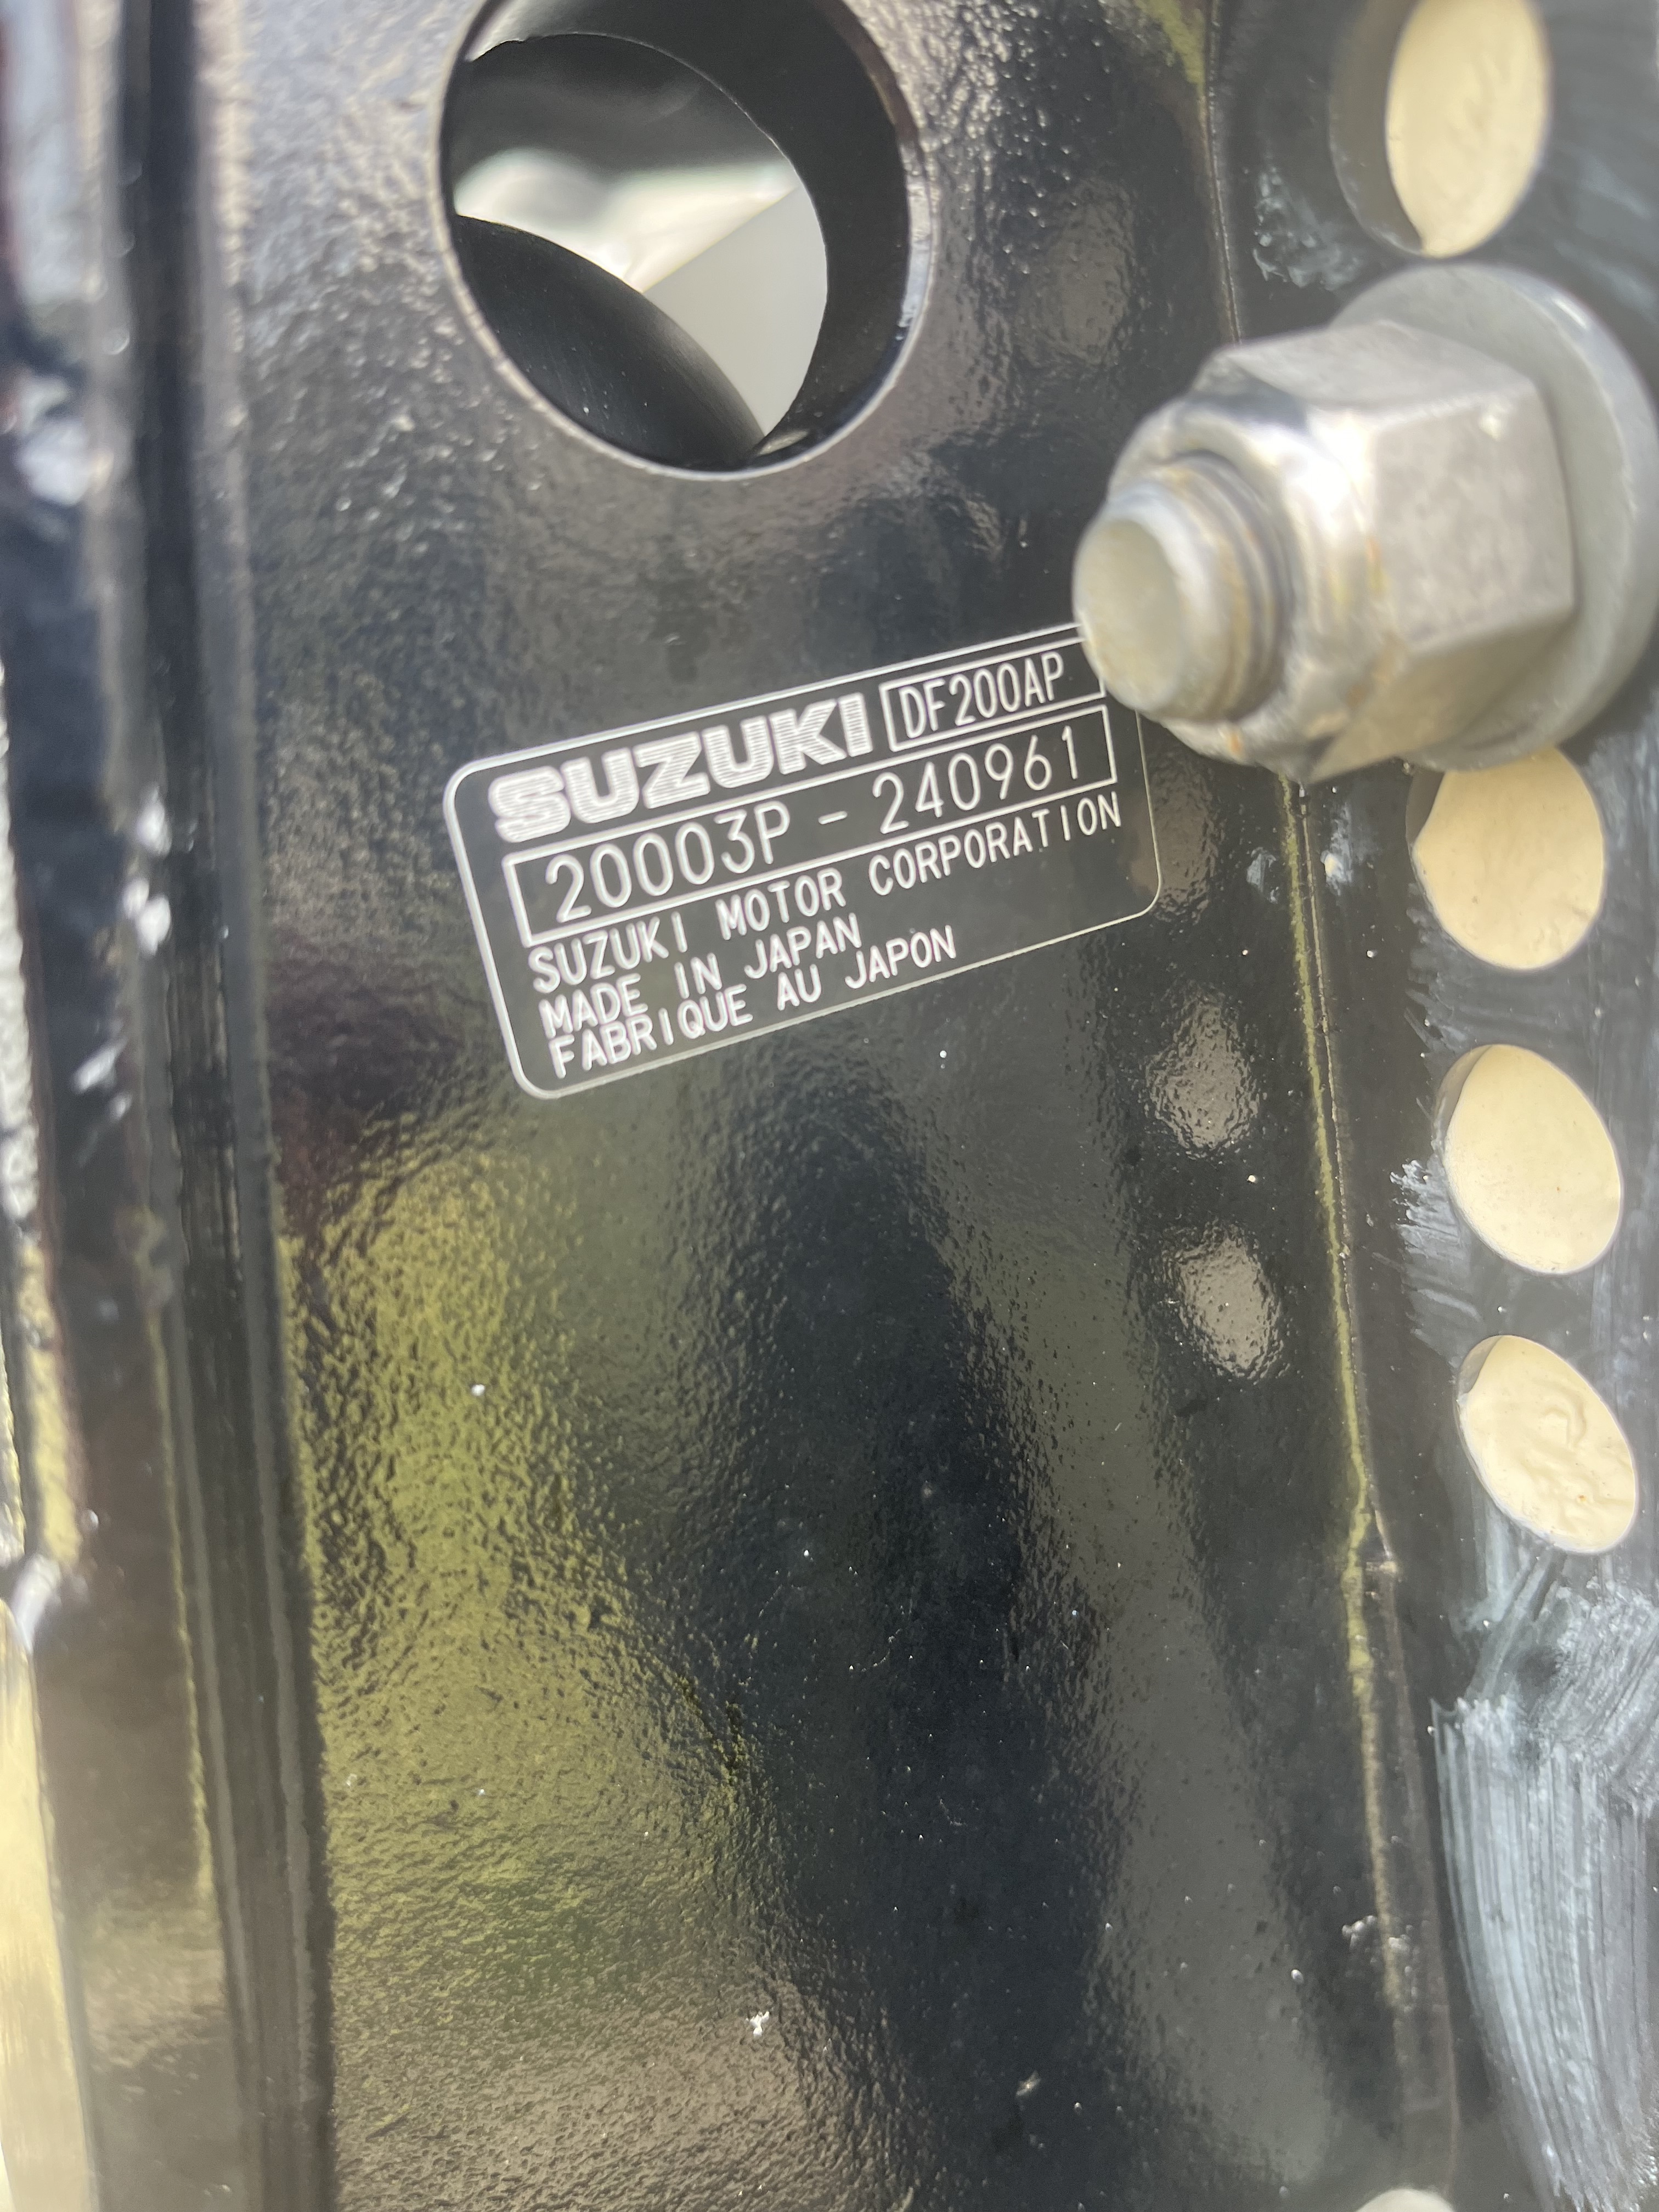 SUZUKI DF200AP
20003P-240961
SUZUKI MOTOR CORPORATION
MADE IN JAPAN
FABRIQUE AU JAPON